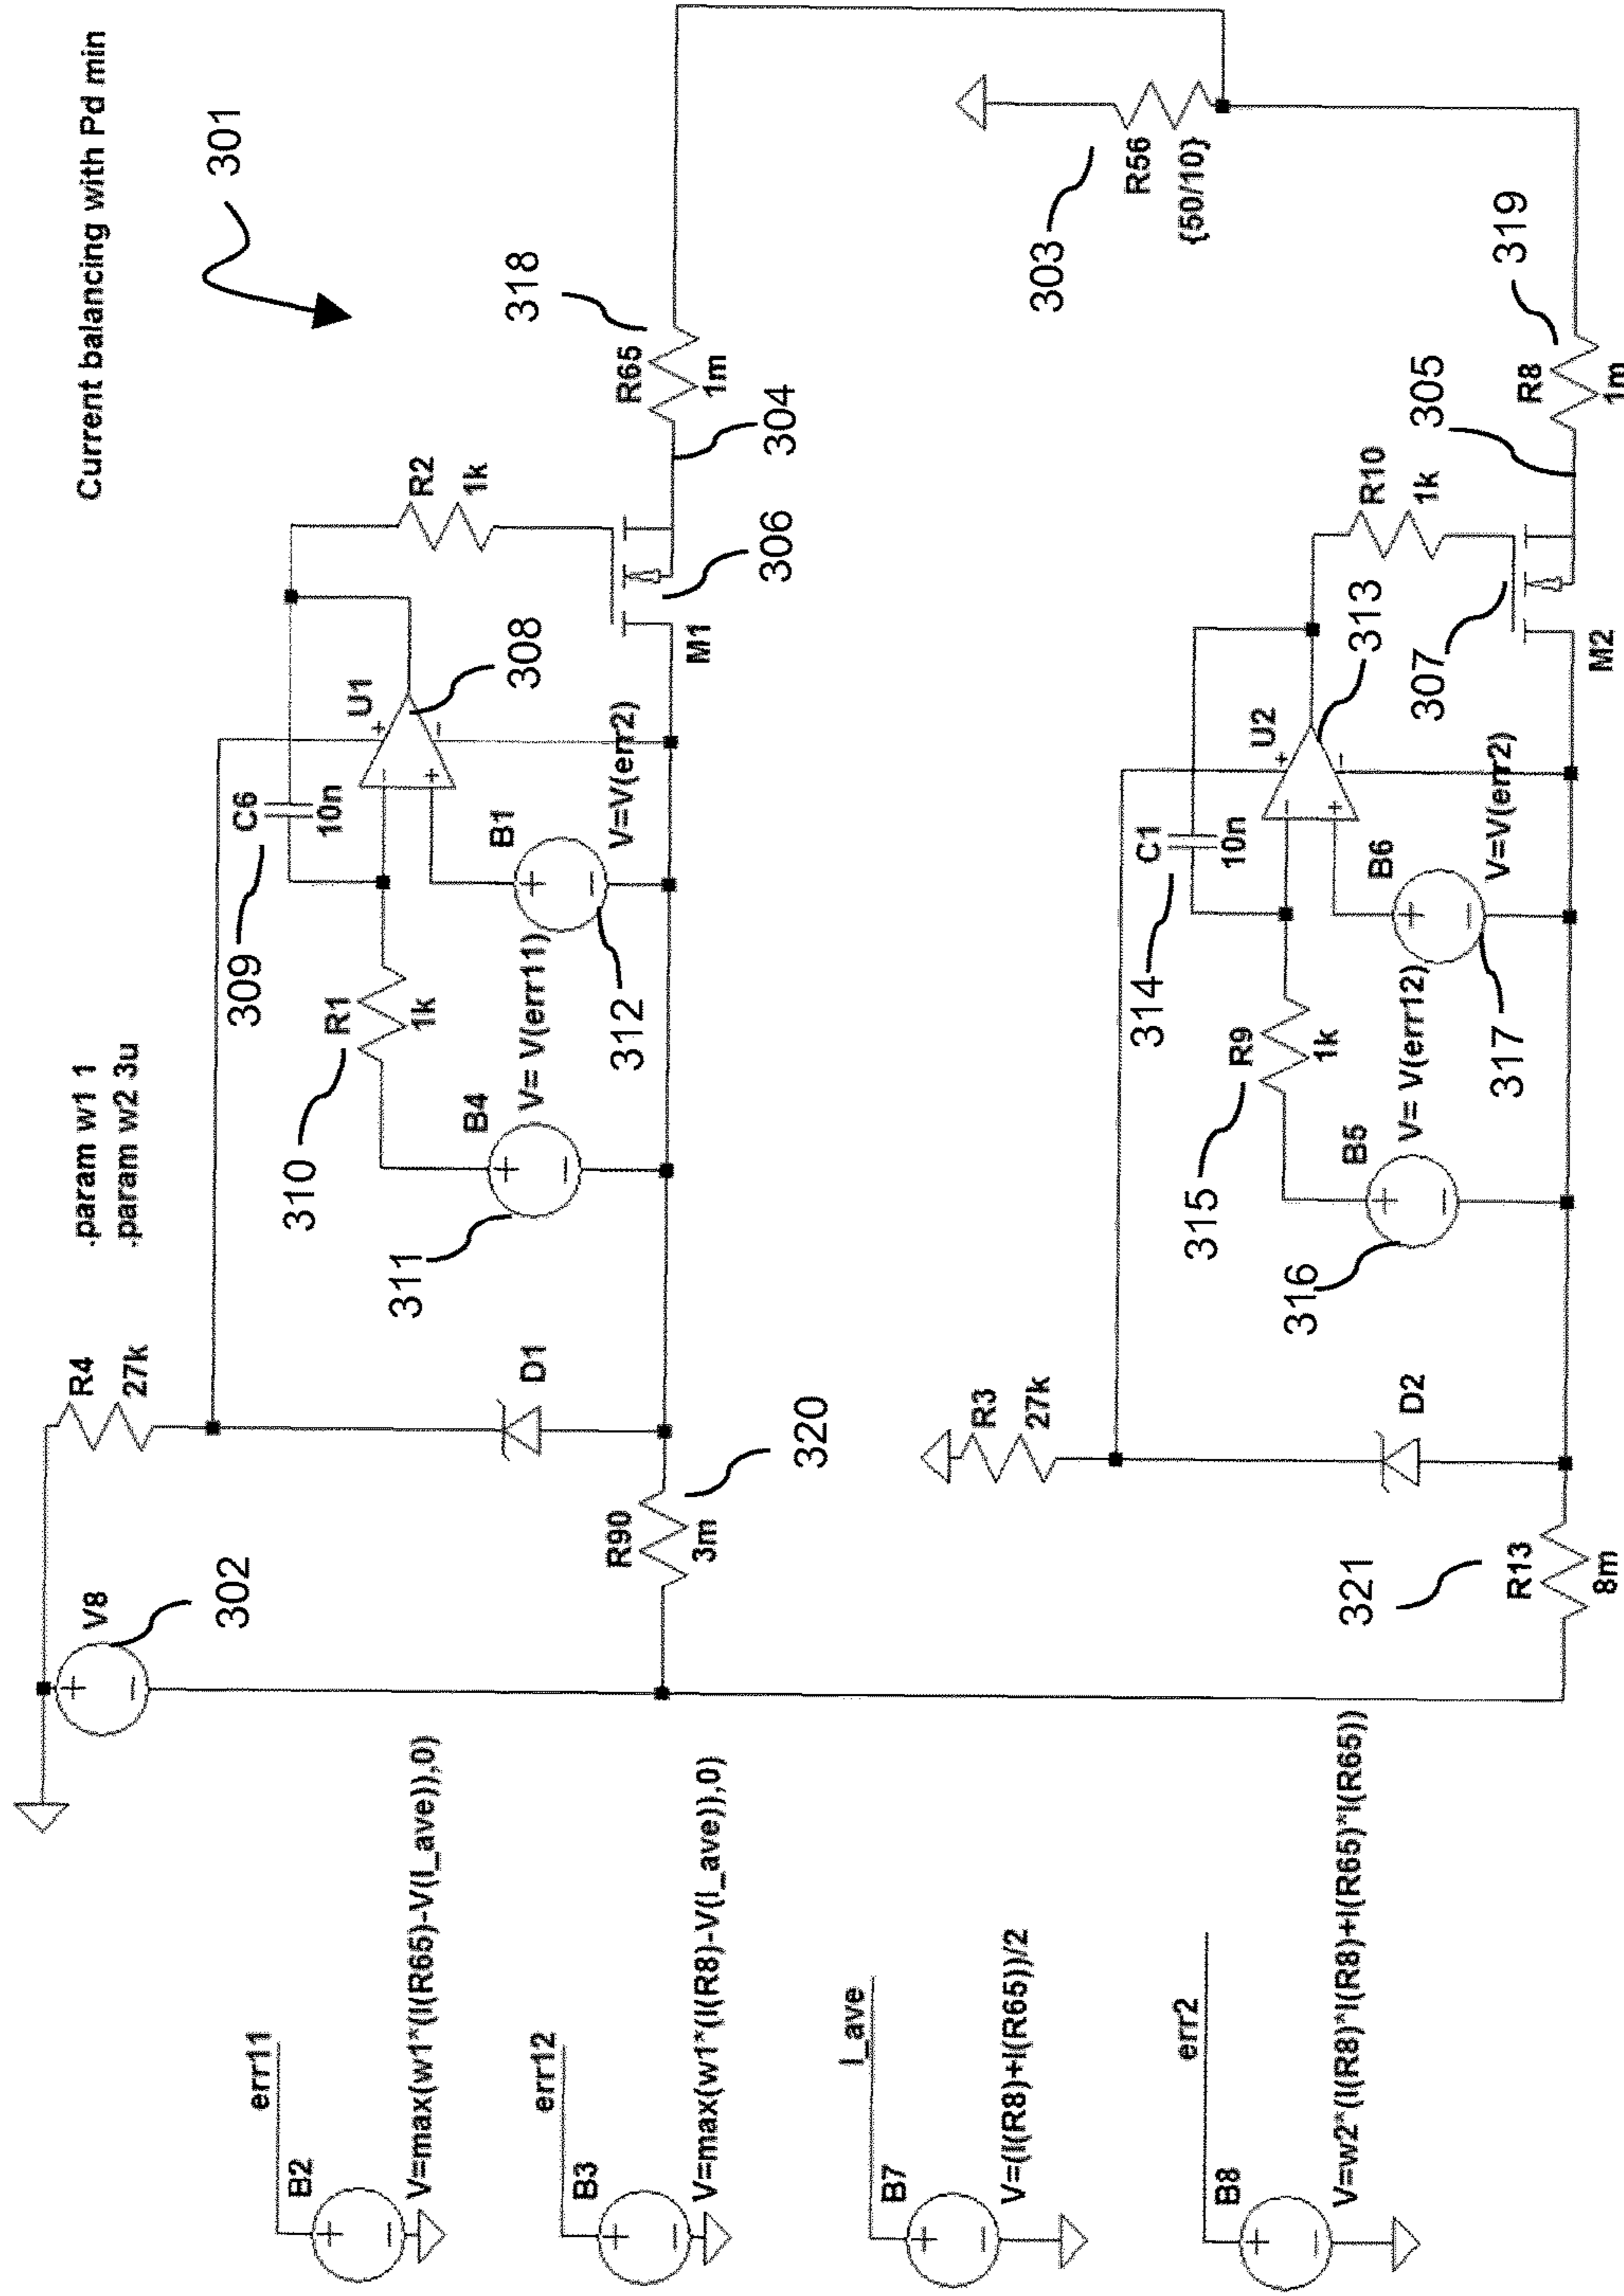 Current balancing with Pd min
301
.param w1 1
.param w2 3u
R4
27k
V8
302
C6
10n
309
U1
308
R2
1k
R1
1k
310
B4
V= V(err11)
311
B1
V=V(err2)
312
D1
R90
3m
320
M1
306
304
R65
1m
318
R56
{50/10}
303
R3
27k
C1
10n
314
U2
313
R10
1k
R9
1k
315
B5
V= V(err12)
316
B6
V=V(err2)
317
D2
R13
8m
321
M2
307
305
R8
1m
319
err11
B2
V=max(w1*(I(R65)-V(I_ave)),0)
err12
B3
V=max(w1*(I(R8)-V(I_ave)),0)
I_ave
B7
V=(I(R8)+I(R65))/2
err2
B8
V=w2*(I(R8)*I(R8)+I(R65)*I(R65))